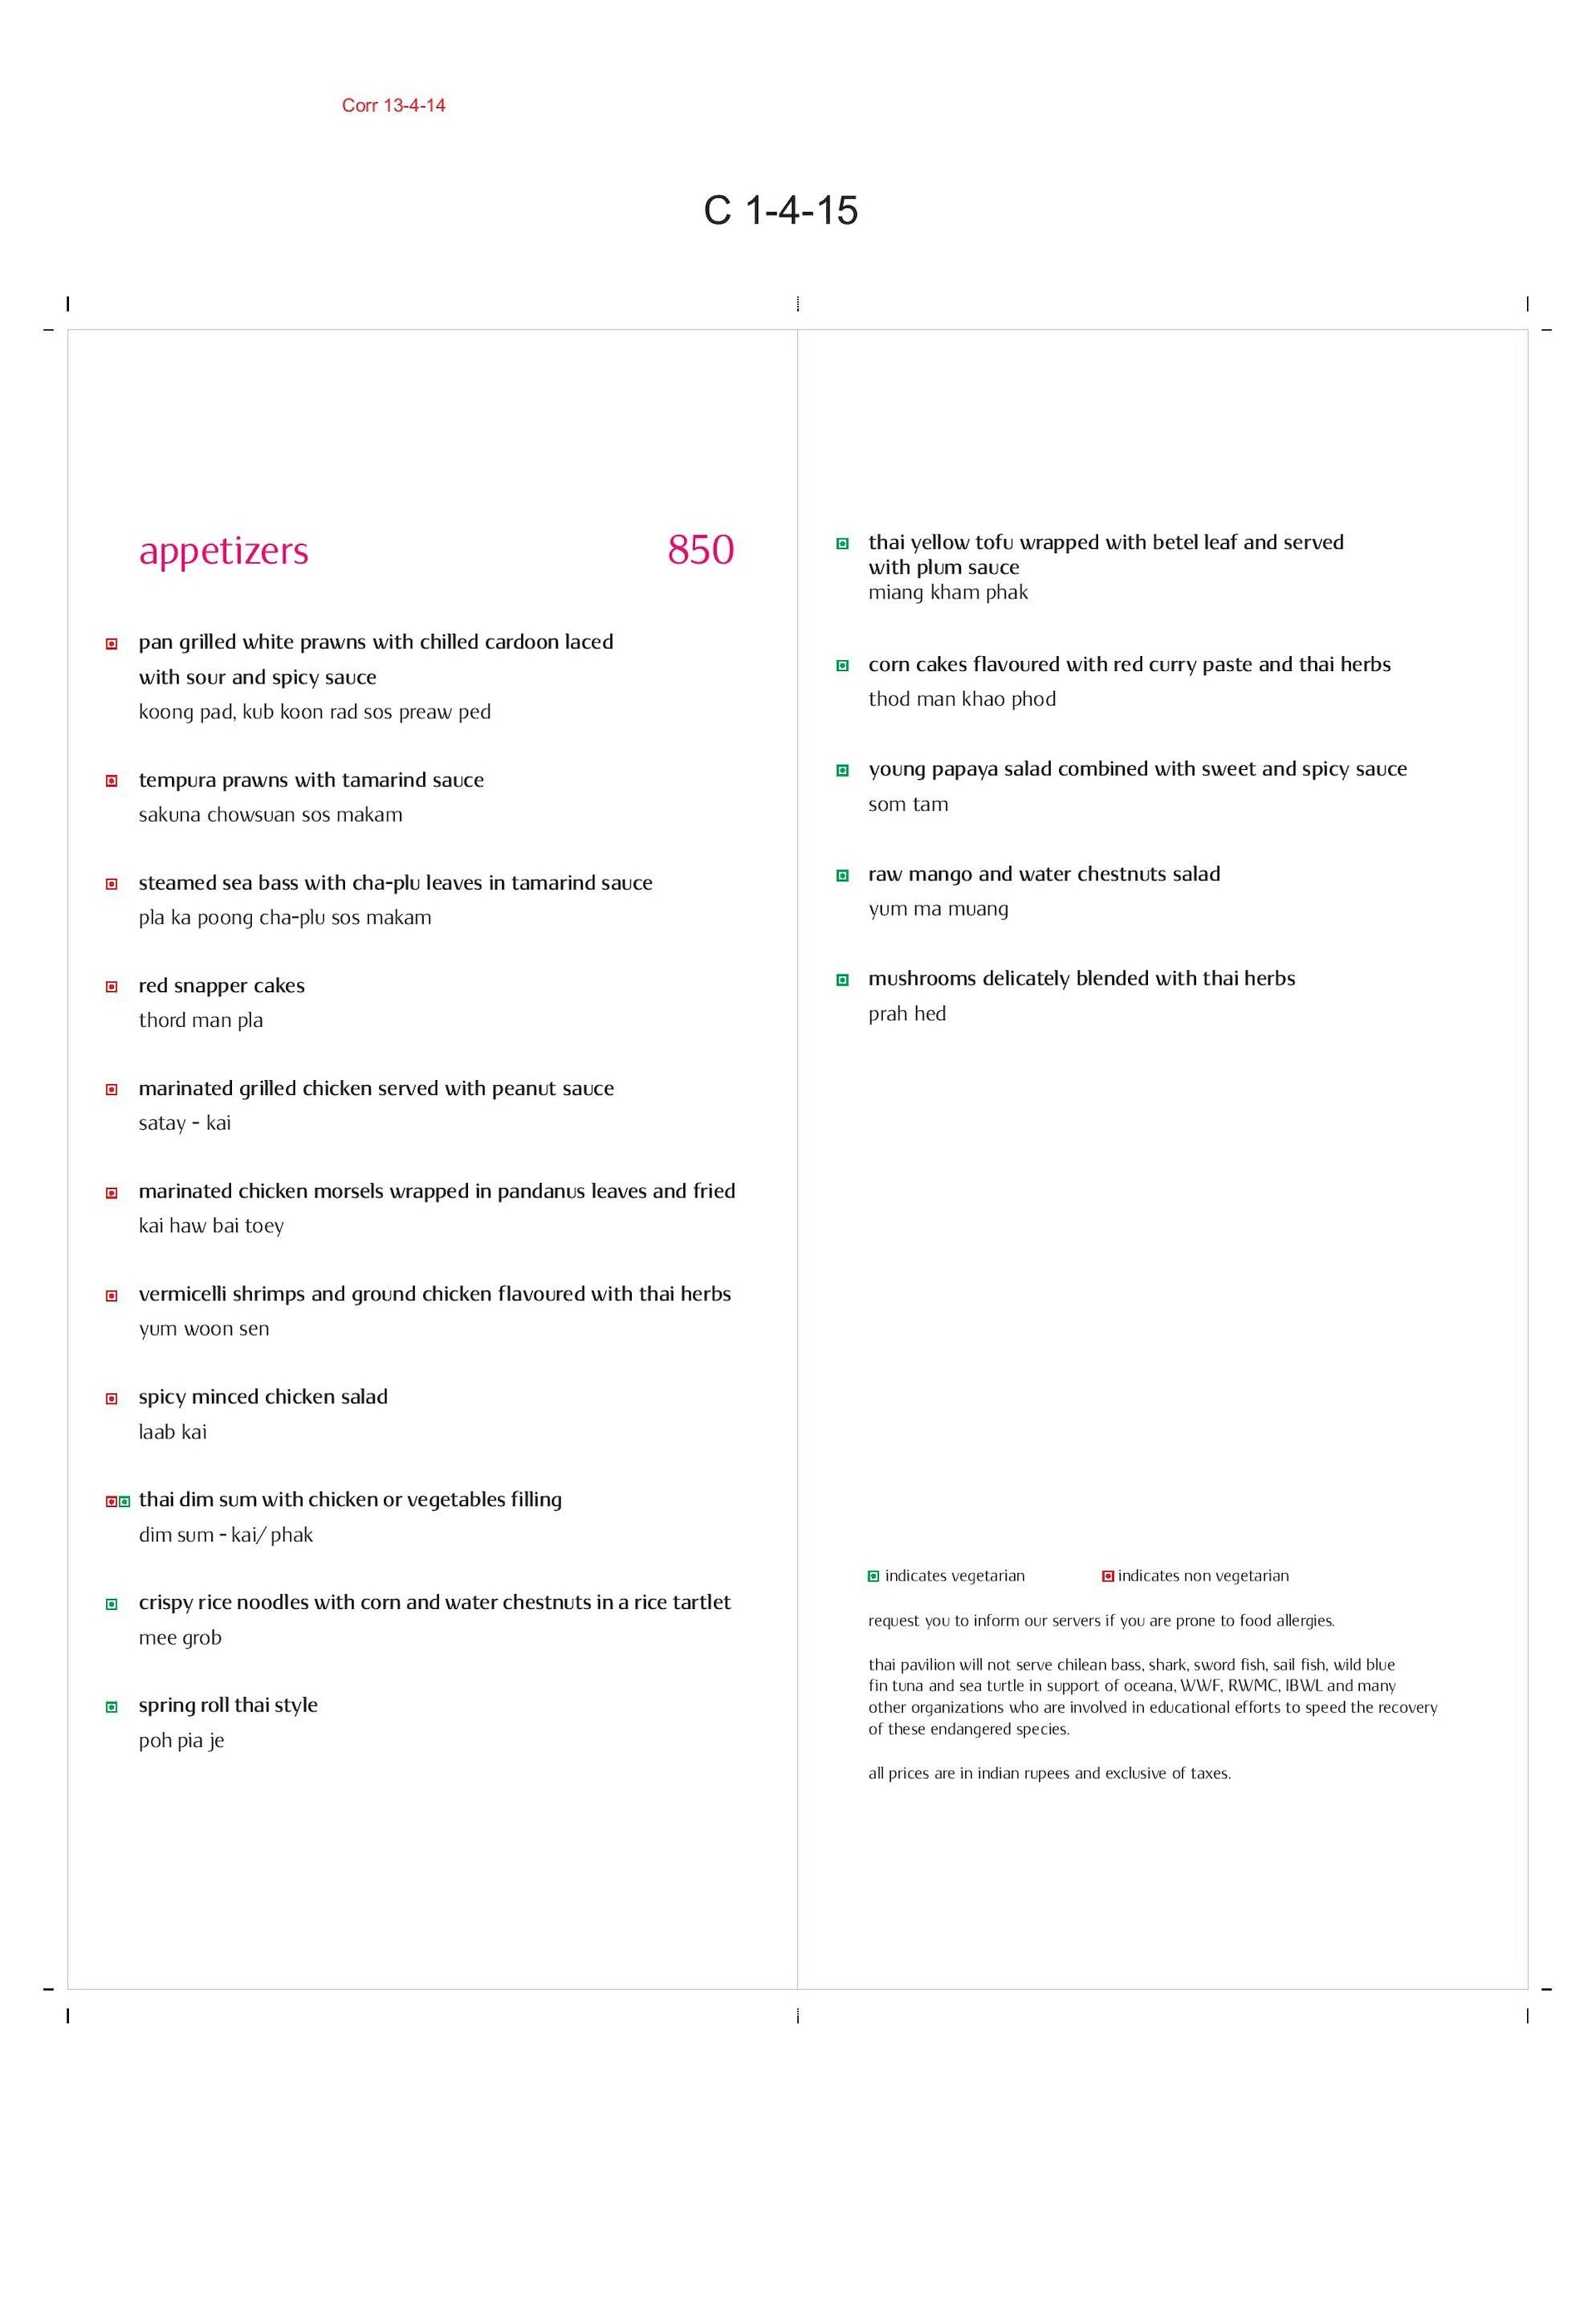 Corr 13-4-14
C 1-4-15
appetizers 850
pan grilled white prawns with chilled cardoon laced
with sour and spicy sauce
koong pad, kub koon rad sos preaw ped
tempura prawns with tamarind sauce
sakuna chowsuan sos makam
steamed sea bass with cha-plu leaves in tamarind sauce
pla ka poong cha-plu sos makam
red snapper cakes
thord man pla
marinated grilled chicken served with peanut sauce
satay - kai
marinated chicken morsels wrapped in pandanus leaves and fried
kai haw bai toey
vermicelli shrimps and ground chicken flavoured with thai herbs
yum woon sen
spicy minced chicken salad
laab kai
thai dim sum with chicken or vegetables filling
dim sum - kai/ phak
crispy rice noodles with corn and water chestnuts in a rice tartlet
mee grob
spring roll thai style
poh pia je
thai yellow tofu wrapped with betel leaf and served
with plum sauce
miang kham phak
corn cakes flavoured with red curry paste and thai herbs
thod man khao phod
young papaya salad combined with sweet and spicy sauce
som tam
raw mango and water chestnuts salad
yum ma muang
mushrooms delicately blended with thai herbs
prah hed
indicates vegetarian indicates non vegetarian
request you to inform our servers if you are prone to food allergies.
thai pavilion will not serve chilean bass, shark, sword fish, sail fish, wild blue
fin tuna and sea turtle in support of oceana, WWF, RWMC, IBWL and many
other organizations who are involved in educational efforts to speed the recovery
of these endangered species.
all prices are in indian rupees and exclusive of taxes.